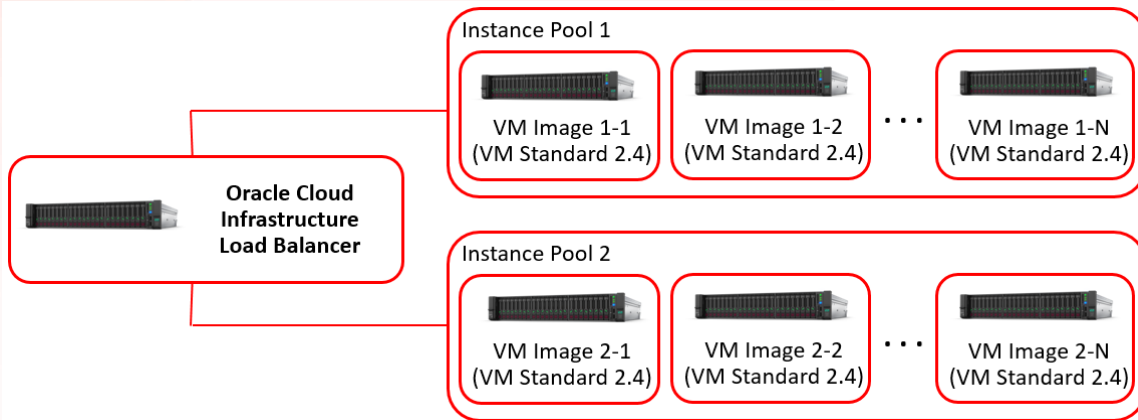 Instance Pool 1
VM Image 1-1
(VM Standard 2.4)
VM Image 1-2
(VM Standard 2.4)
...
VM Image 1-N
(VM Standard 2.4)
Oracle Cloud
Infrastructure
Load Balancer
Instance Pool 2
VM Image 2-1
(VM Standard 2.4)
VM Image 2-2
(VM Standard 2.4)
...
VM Image 2-N
(VM Standard 2.4)